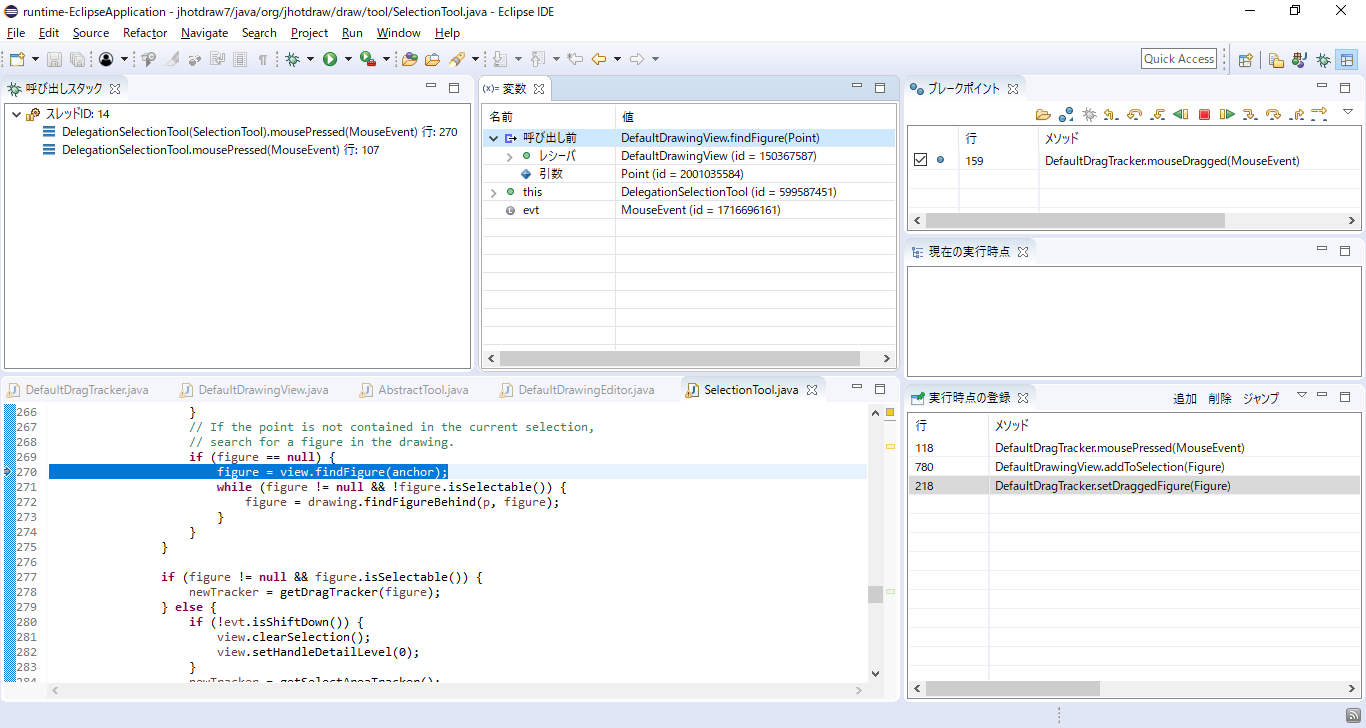 runtime-EclipseApplication - jhotdraw7/java/org/jhotdraw/draw/tool/SelectionTool.java - Eclipse IDE
File Edit Source Refactor Navigate Search Project Run Window Help
Quick Access
呼び出しスタック
スレッドID: 14
DelegationSelectionTool(SelectionTool).mousePressed(MouseEvent) 行: 270
DelegationSelectionTool.mousePressed(MouseEvent) 行: 107
(x)= 変数
名前 値
呼び出し前 DefaultDrawingView.findFigure(Point)
レシーバ DefaultDrawingView (id = 150367587)
引数 Point (id = 2001035584)
this DelegationSelectionTool (id = 599587451)
evt MouseEvent (id = 1716696161)
ブレークポイント
行 メソッド
159 DefaultDragTracker.mouseDragged(MouseEvent)
現在の実行時点
実行時点の登録 追加 削除 ジャンプ
行 メソッド
118 DefaultDragTracker.mousePressed(MouseEvent)
780 DefaultDrawingView.addToSelection(Figure)
218 DefaultDragTracker.setDraggedFigure(Figure)
DefaultDragTracker.java DefaultDrawingView.java AbstractTool.java DefaultDrawingEditor.java SelectionTool.java
266 }
267 // If the point is not contained in the current selection,
268 // search for a figure in the drawing.
269 if (figure == null) {
270 figure = view.findFigure(anchor);
271 while (figure != null && !figure.isSelectable()) {
272 figure = drawing.findFigureBehind(p, figure);
273 }
274 }
275 }
276
277 if (figure != null && figure.isSelectable()) {
278 newTracker = getDragTracker(figure);
279 } else {
280 if (!evt.isShiftDown()) {
281 view.clearSelection();
282 view.setHandleDetailLevel(0);
283 }
284 newTracker = getSelectAreaTracker();